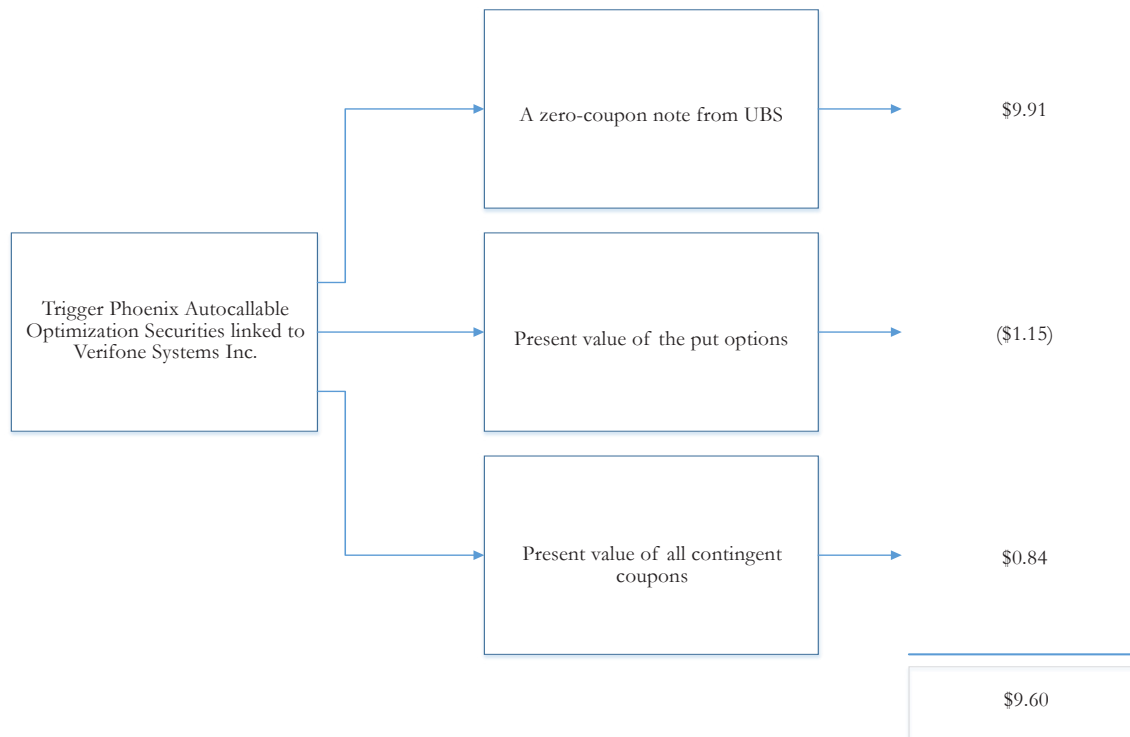 A zero-coupon note from UBS
$9.91
Trigger Phoenix Autocallable
Optimization Securities linked to
Verifone Systems Inc.
Present value of the put options
($1.15)
Present value of all contingent
coupons
$0.84
$9.60